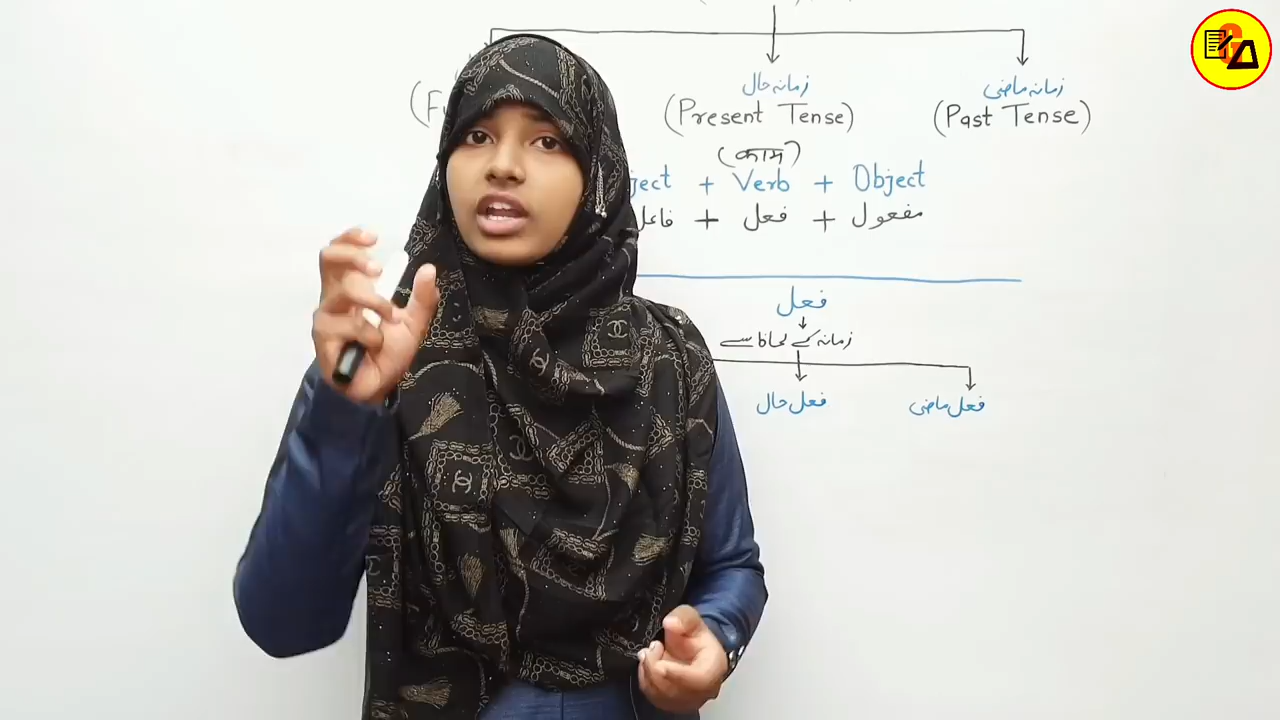 زمانہ حال زمانہ ماضی
(Present Tense) (Past Tense)
(काम)
+ Verb + Object
فاعل + فعل + مفعول
فعل
زمانہ کے لحاظ سے
فعل حال فعل ماضی